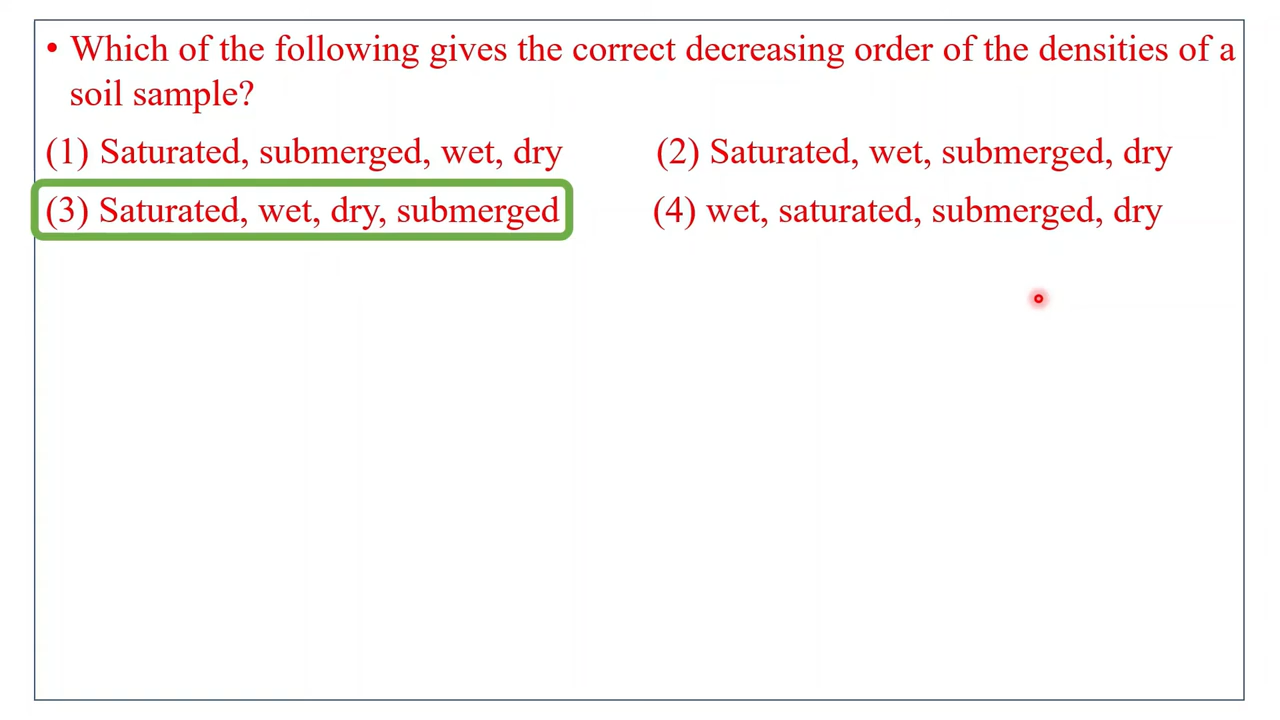 • Which of the following gives the correct decreasing order of the densities of a
soil sample?
(1) Saturated, submerged, wet, dry (2) Saturated, wet, submerged, dry
(3) Saturated, wet, dry, submerged (4) wet, saturated, submerged, dry